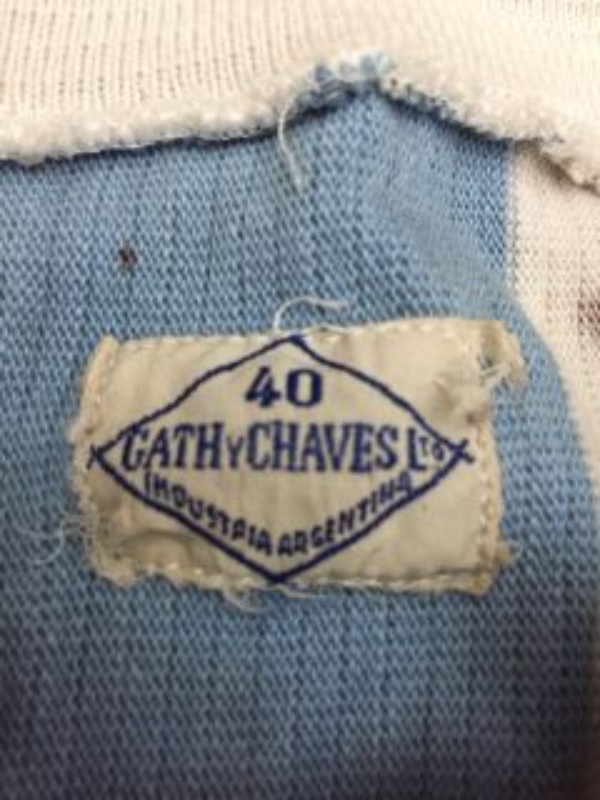 40
GATH y CHAVES LTD
INDUSTRIA ARGENTINA